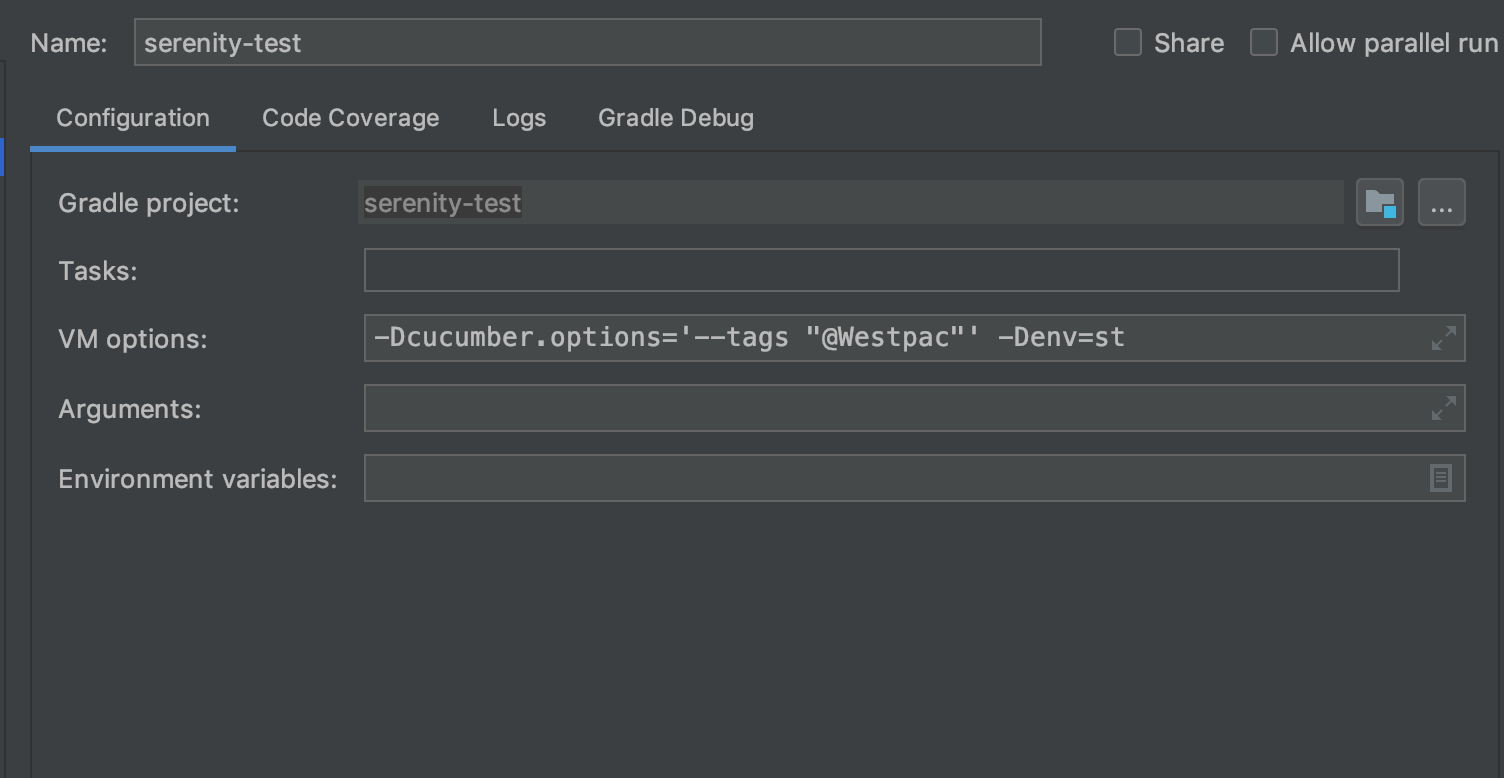 Name: serenity-test Share Allow parallel run
Configuration Code Coverage Logs Gradle Debug
Gradle project: serenity-test ...
Tasks:
VM options: -Dcucumber.options='--tags "@Westpac"' -Denv=st
Arguments:
Environment variables: